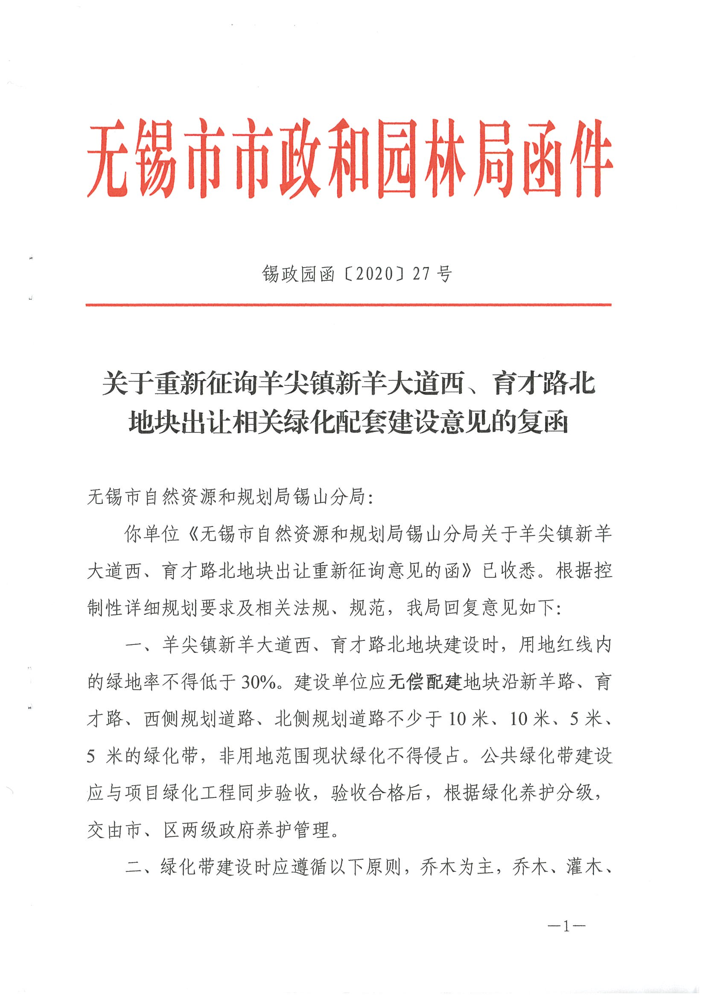 无锡市市政和园林局函件
锡政园函〔2020〕27号
关于重新征询羊尖镇新羊大道西、育才路北
地块出让相关绿化配套建设意见的复函
无锡市自然资源和规划局锡山分局：
你单位《无锡市自然资源和规划局锡山分局关于羊尖镇新羊
大道西、育才路北地块出让重新征询意见的函》已收悉。根据控
制性详细规划要求及相关法规、规范，我局回复意见如下：
一、羊尖镇新羊大道西、育才路北地块建设时，用地红线内
的绿地率不得低于 30%。建设单位应无偿配建地块沿新羊路、育
才路、西侧规划道路、北侧规划道路不少于 10 米、10 米、5 米、
5 米的绿化带，非用地范围现状绿化不得侵占。公共绿化带建设
应与项目绿化工程同步验收，验收合格后，根据绿化养护分级，
交由市、区两级政府养护管理。
二、绿化带建设时应遵循以下原则，乔木为主，乔木、灌木、
—1—